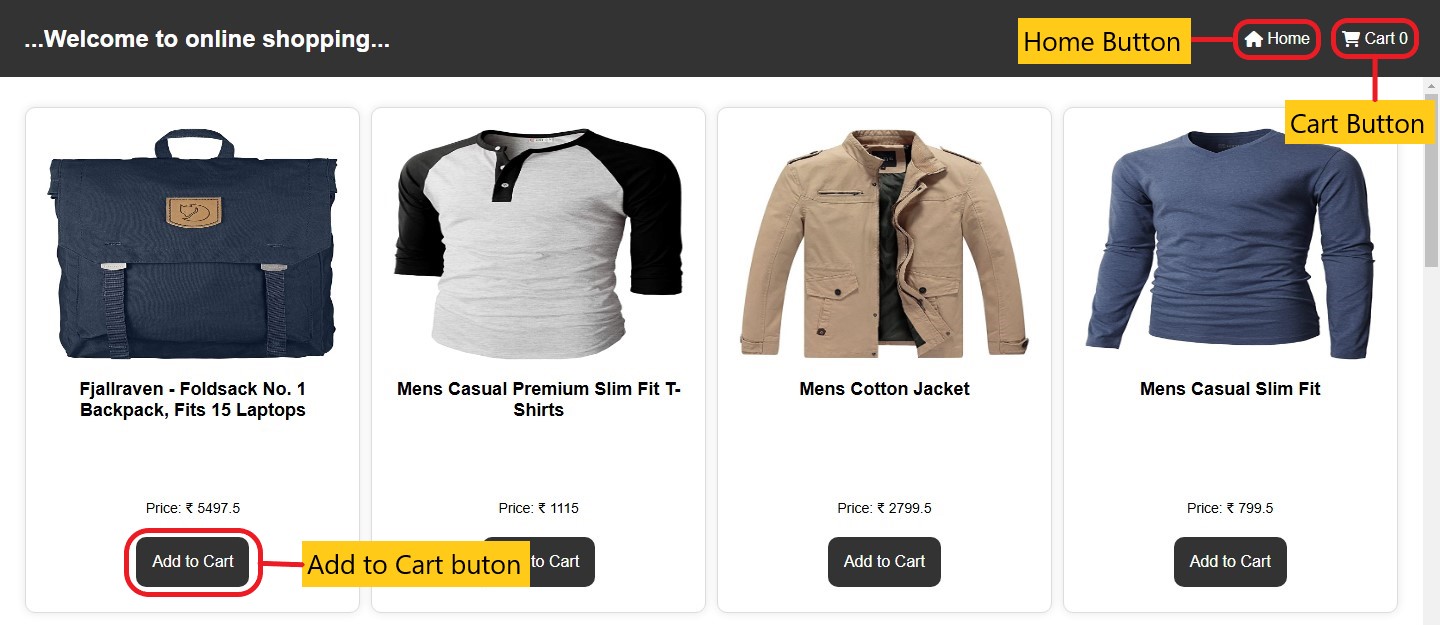 ...Welcome to online shopping...
Home Button
Home
Cart 0
Cart Button
Fjallraven - Foldsack No. 1
Backpack, Fits 15 Laptops
Mens Casual Premium Slim Fit T-
Shirts
Mens Cotton Jacket
Mens Casual Slim Fit
Price: ₹ 5497.5
Price: ₹ 1115
Price: ₹ 2799.5
Price: ₹ 799.5
Add to Cart
Add to Cart buton
to Cart
Add to Cart
Add to Cart